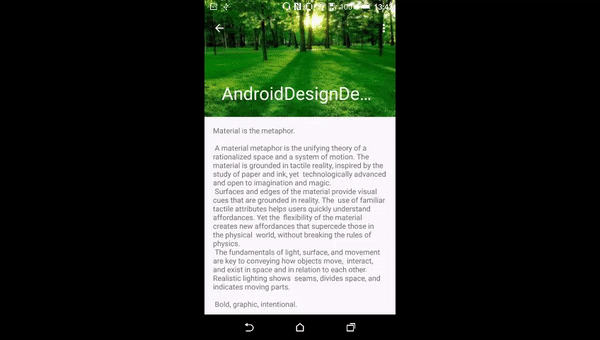 13:43
AndroidDesignDe...
Material is the metaphor.
A material metaphor is the unifying theory of a
rationalized space and a system of motion. The
material is grounded in tactile reality, inspired by the
study of paper and ink, yet  technologically advanced
and open to imagination and magic.
Surfaces and edges of the material provide visual
cues that are grounded in reality. The  use of familiar
tactile attributes helps users quickly understand
affordances. Yet the  flexibility of the material
creates new affordances that supercede those in
the physical  world, without breaking the rules of
physics.
The fundamentals of light, surface, and movement
are key to conveying how objects move,  interact,
and exist in space and in relation to each other.
Realistic lighting shows  seams, divides space, and
indicates moving parts.
Bold, graphic, intentional.